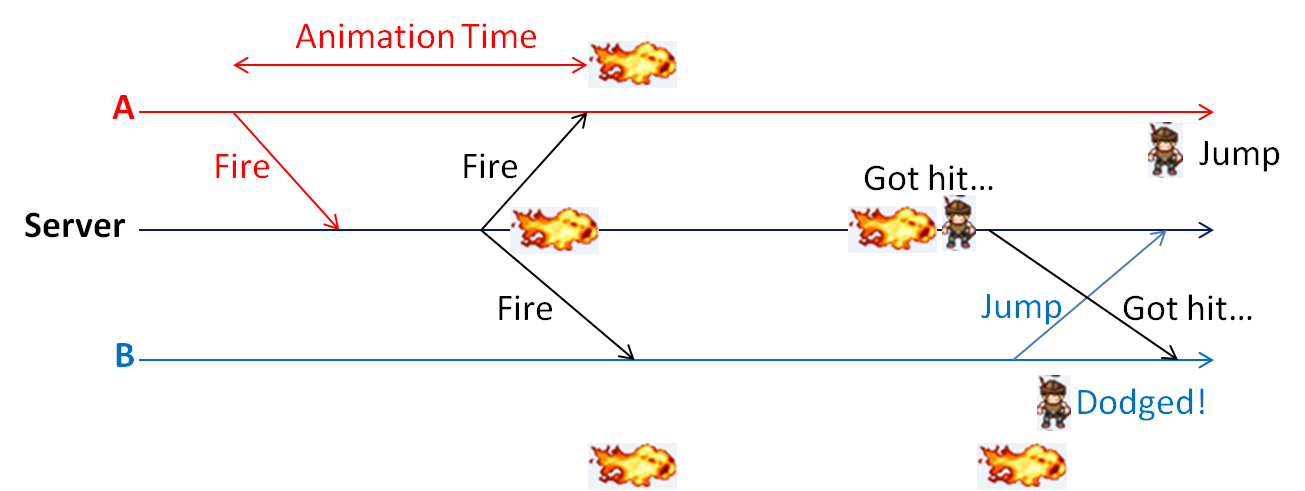 Animation Time
A
Fire
Fire
Jump
Got hit...
Server
Fire
Jump
Got hit...
B
Dodged!